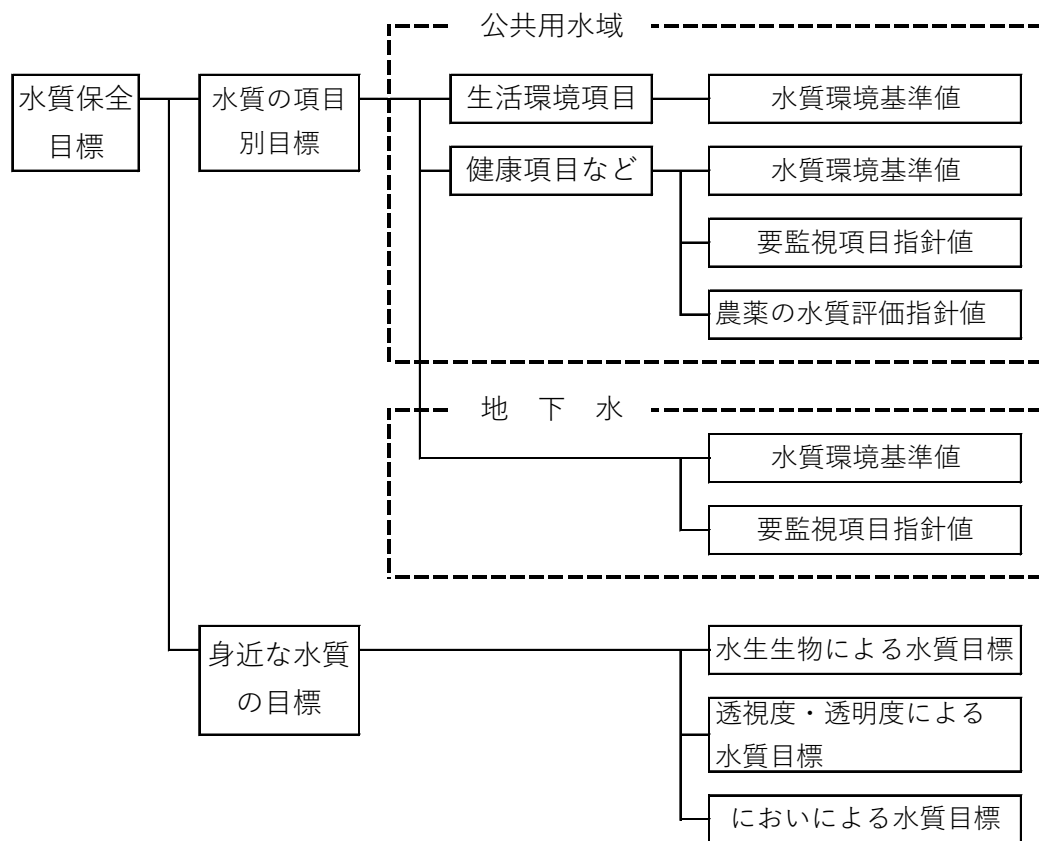 公共用水域
水質保全
目標
水質の項目
別目標
生活環境項目
水質環境基準値
健康項目など
水質環境基準値
要監視項目指針値
農薬の水質評価指針値
地 下 水
水質環境基準値
要監視項目指針値
身近な水質
の目標
水生生物による水質目標
透視度・透明度による
水質目標
においによる水質目標